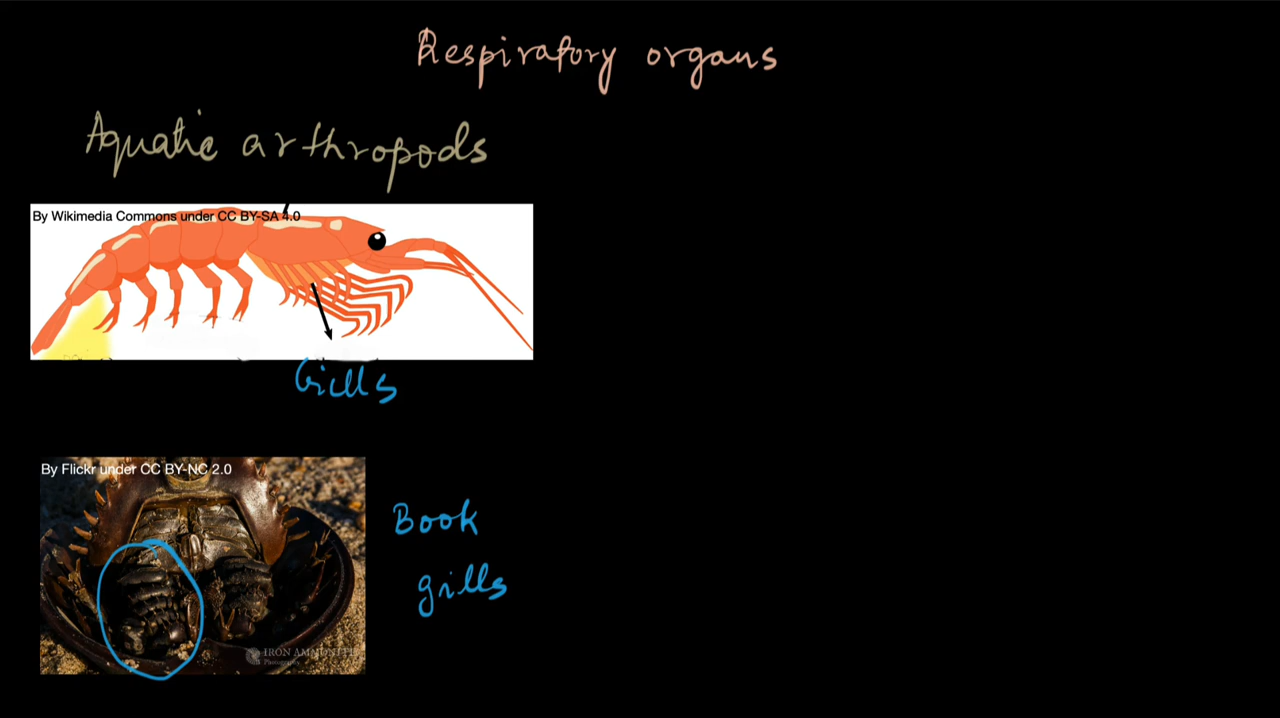 Respiratory organs
Aquatic arthropods
By Wikimedia Commons under CC BY-SA 4.0
Gills
By Flickr under CC BY-NC 2.0
Book
gills
IRON AMMONITE
Photography